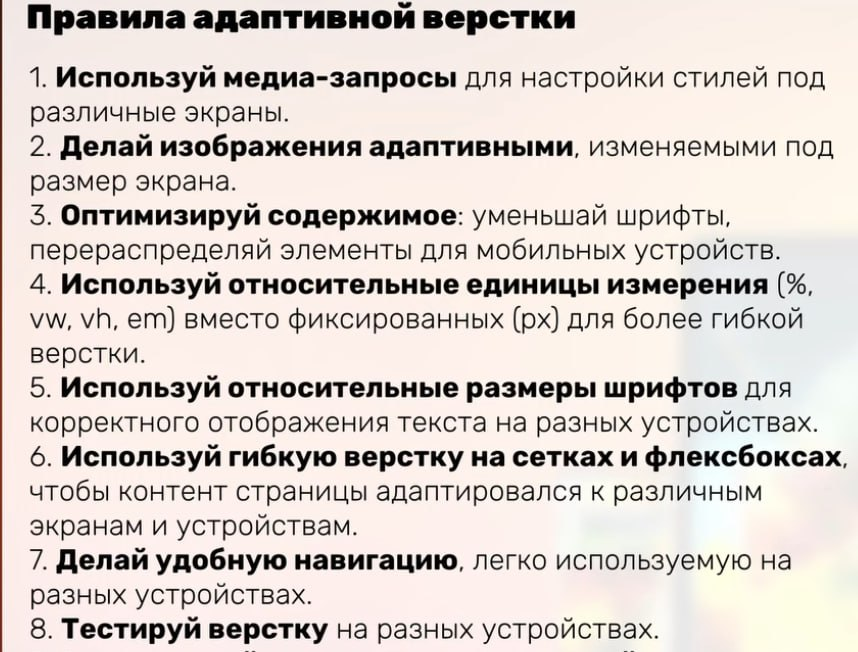 Правила адаптивной верстки
1. Используй медиа-запросы для настройки стилей под
различные экраны.
2. Делай изображения адаптивными, изменяемыми под
размер экрана.
3. Оптимизируй содержимое: уменьшай шрифты,
перераспределяй элементы для мобильных устройств.
4. Используй относительные единицы измерения (%,
vw, vh, em) вместо фиксированных (px) для более гибкой
верстки.
5. Используй относительные размеры шрифтов для
корректного отображения текста на разных устройствах.
6. Используй гибкую верстку на сетках и флексбоксах,
чтобы контент страницы адаптировался к различным
экранам и устройствам.
7. Делай удобную навигацию, легко используемую на
разных устройствах.
8. Тестируй верстку на разных устройствах.